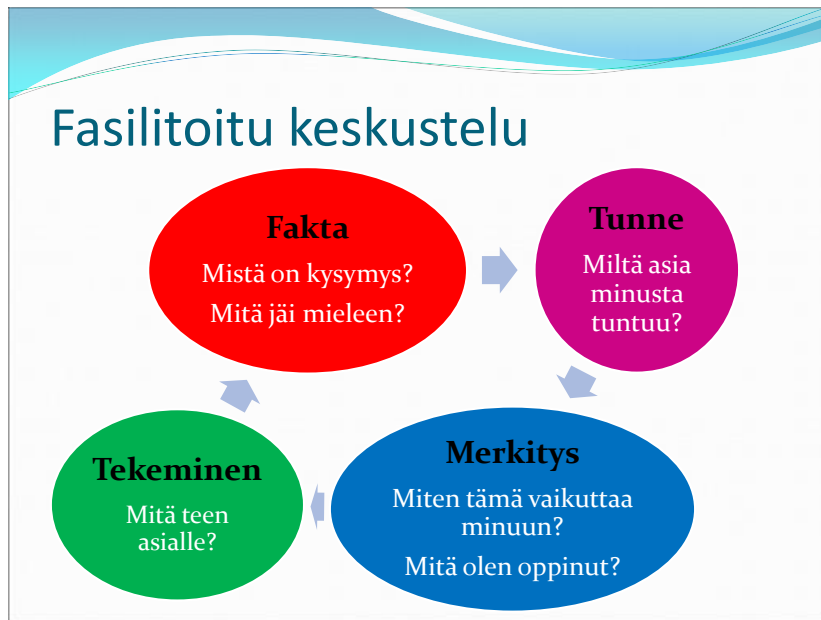 Fasilitoitu keskustelu
Fakta
Mistä on kysymys?
Mitä jäi mieleen?
Tunne
Miltä asia
minusta
tuntuu?
Merkitys
Miten tämä vaikuttaa
minuun?
Mitä olen oppinut?
Tekeminen
Mitä teen
asialle?